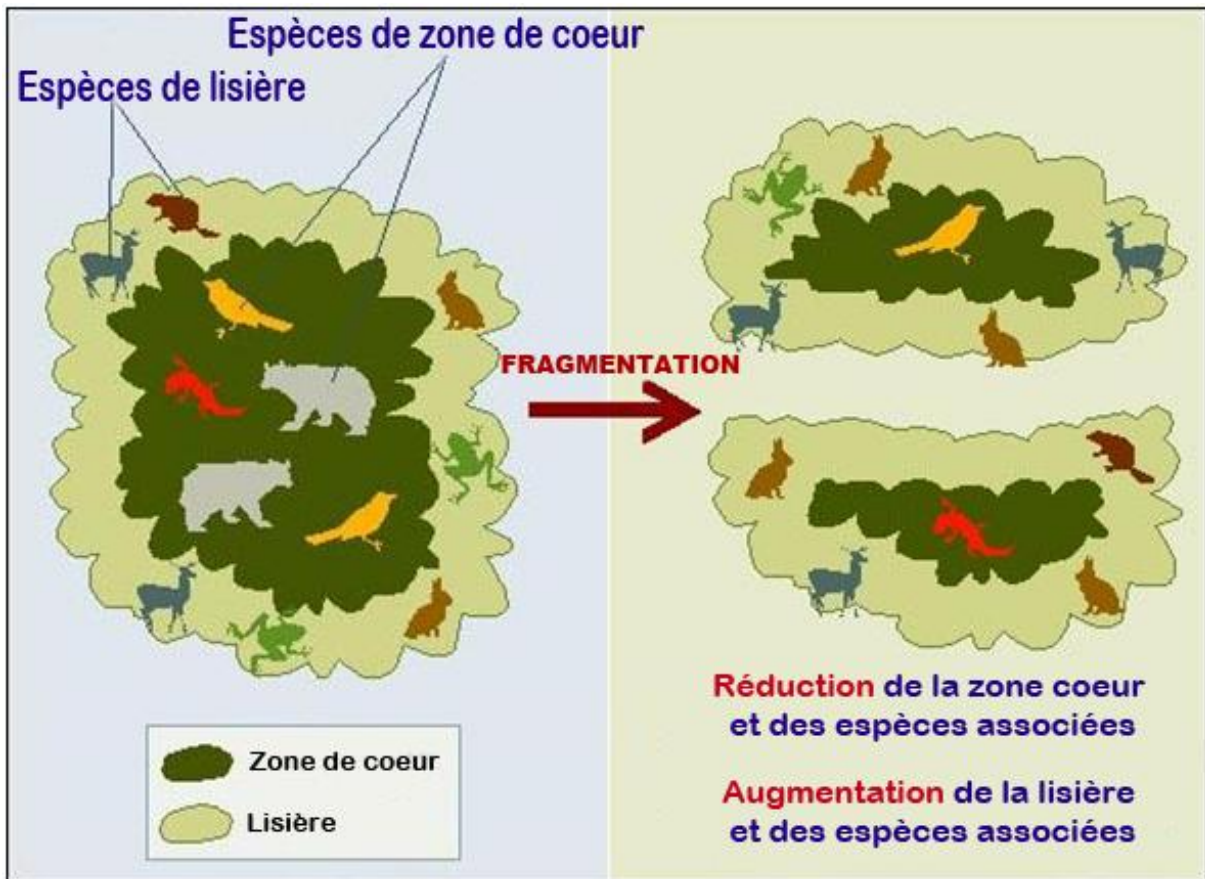 Espèces de zone de coeur
Espèces de lisière
FRAGMENTATION
Zone de coeur
Lisière
Réduction de la zone coeur
et des espèces associées
Augmentation de la lisière
et des espèces associées